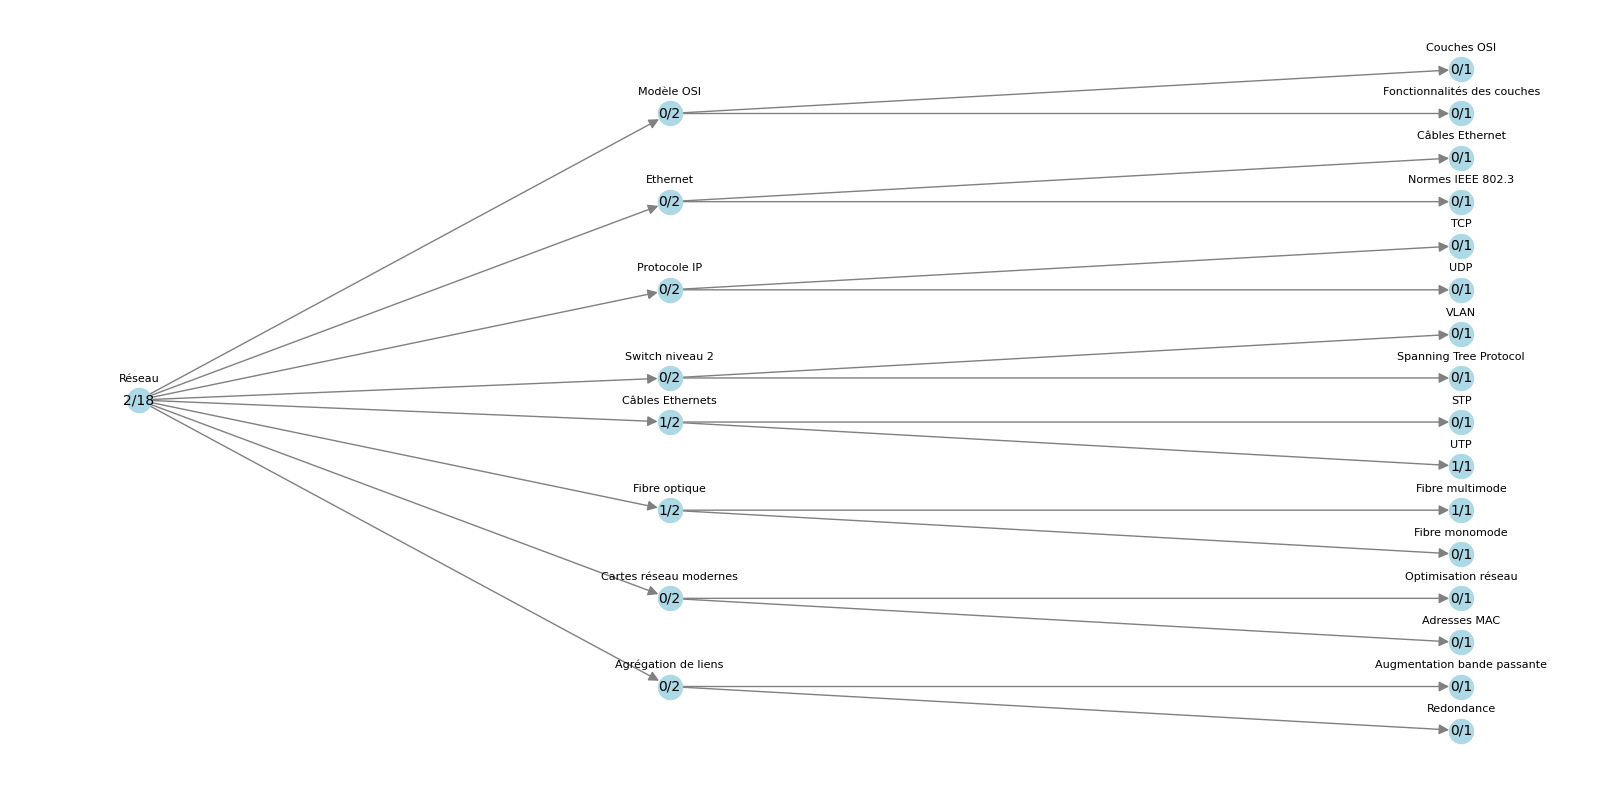 Réseau
2/18
Modèle OSI
0/2
Ethernet
0/2
Protocole IP
0/2
Switch niveau 2
0/2
Câbles Ethernets
1/2
Fibre optique
1/2
Cartes réseau modernes
0/2
Agrégation de liens
0/2
Couches OSI
0/1
Fonctionnalités des couches
0/1
Câbles Ethernet
0/1
Normes IEEE 802.3
0/1
TCP
0/1
UDP
0/1
VLAN
0/1
Spanning Tree Protocol
0/1
STP
0/1
UTP
1/1
Fibre multimode
1/1
Fibre monomode
0/1
Optimisation réseau
0/1
Adresses MAC
0/1
Augmentation bande passante
0/1
Redondance
0/1